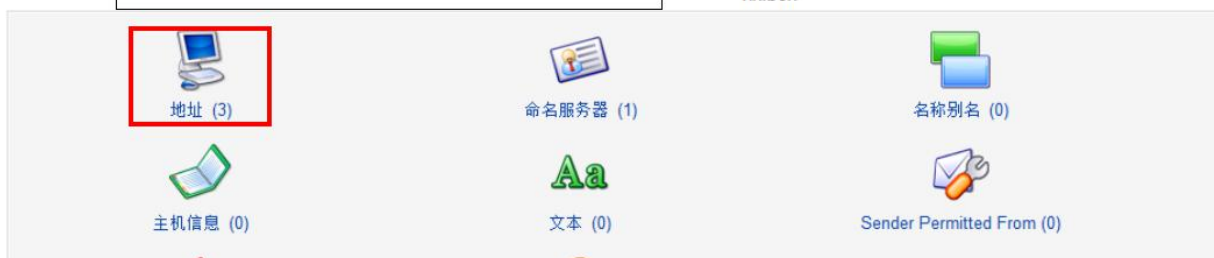 地址 (3)
命名服务器 (1)
名称别名 (0)
Aa
主机信息 (0)
文本 (0)
Sender Permitted From (0)